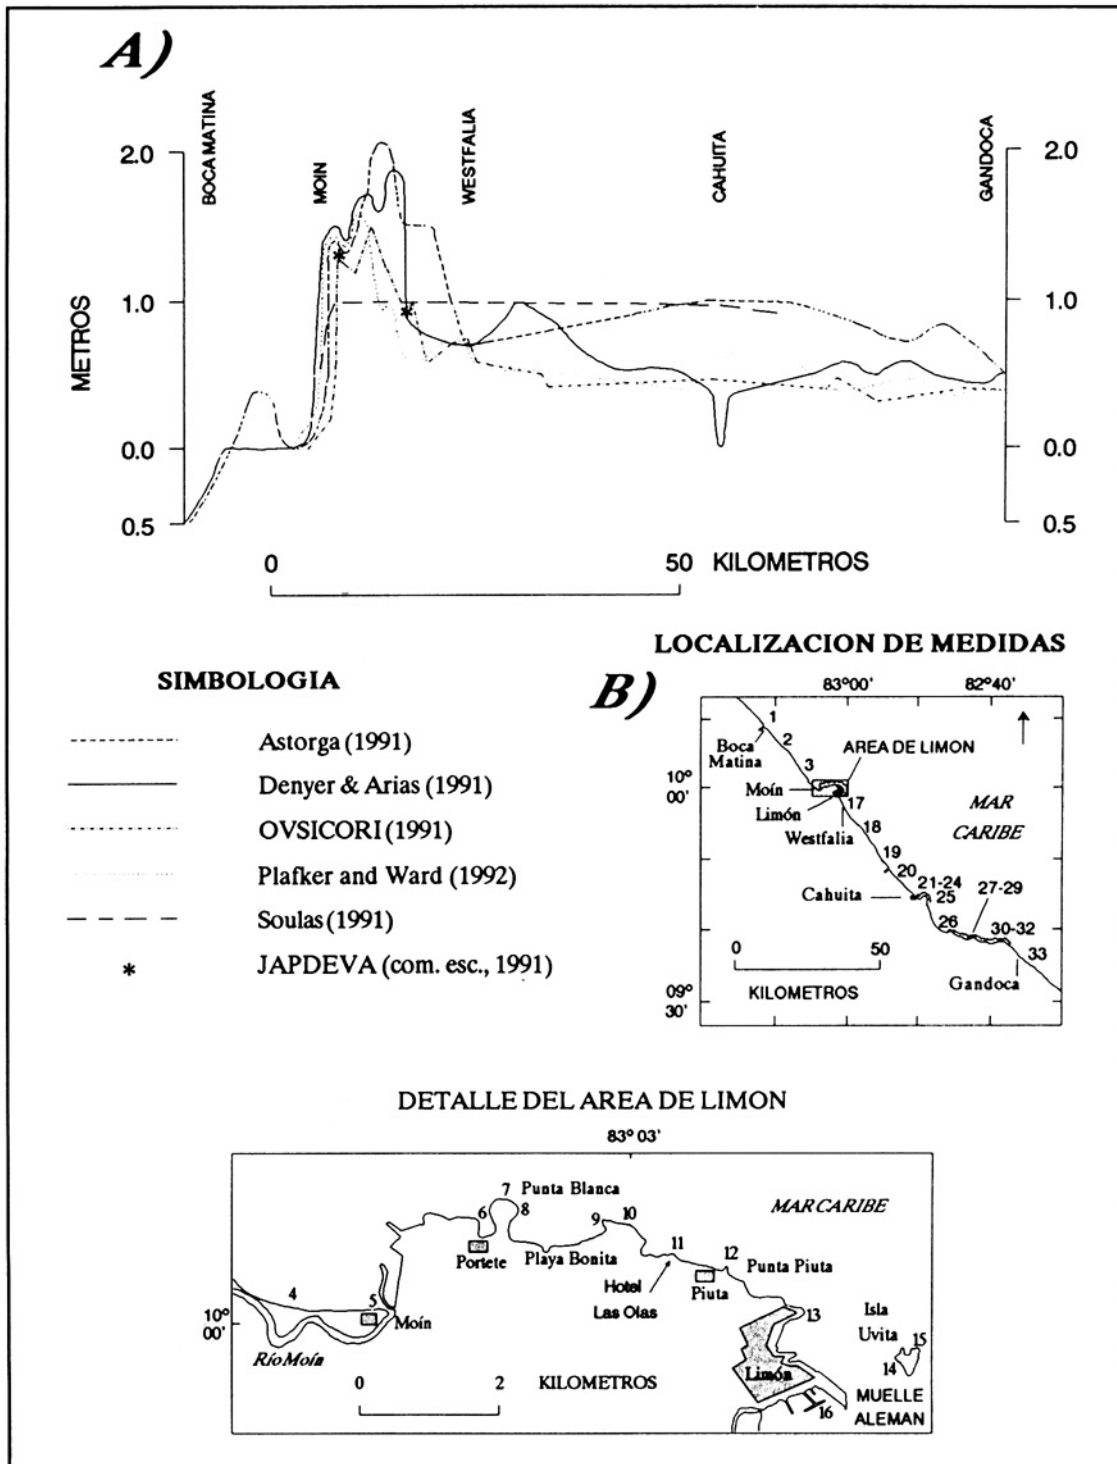 A)
BOCA MATINA
MOIN
WESTFALIA
CAHUITA
GANDOCA
2.0
2.0
1.0
1.0
0.0
0.0
0.5
0.5
METROS
0 50 KILOMETROS
LOCALIZACION DE MEDIDAS
SIMBOLOGIA
Astorga (1991)
Denyer & Arias (1991)
OVSICORI (1991)
Plafker and Ward (1992)
Soulas (1991)
* JAPDEVA (com. esc., 1991)
B)
83° 00' 82° 40'
1
Boca
Matina
2
AREA DE LIMON
3
10°
00'
Moín
Limón
17
MAR
CARIBE
Westfalia
18
19
20
21-24
Cahuita
25
27-29
26
30-32
33
0 50
KILOMETROS
Gandoca
09°
30'
DETALLE DEL AREA DE LIMON
83° 03'
7 Punta Blanca
MAR CARIBE
6 8
9 10
Portete
Playa Bonita
11
12
Punta Piuta
Hotel
Las Olas
Piuta
4
5
10°
00'
Moín
13
Isla
Uvita
15
14
Río Moín
Limón
0 2 KILOMETROS
16
MUELLE
ALEMAN